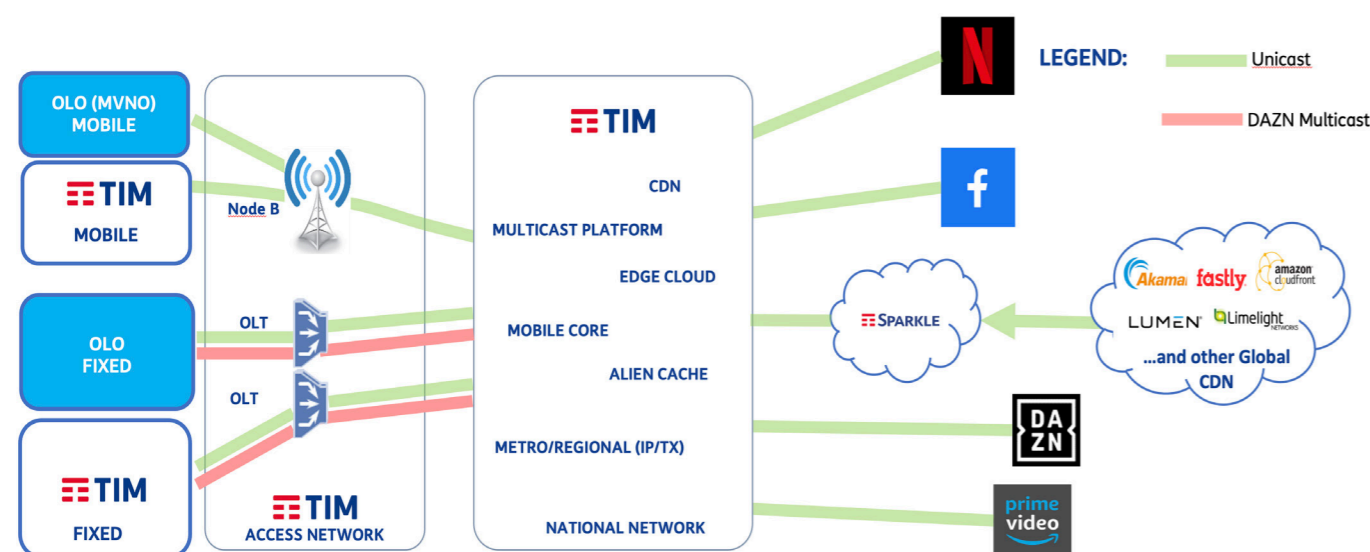 OLO (MVNO)
MOBILE
TIM
MOBILE
OLO
FIXED
TIM
FIXED
Node B
OLT
OLT
TIM
ACCESS NETWORK
TIM
CDN
MULTICAST PLATFORM
EDGE CLOUD
MOBILE CORE
ALIEN CACHE
METRO/REGIONAL (IP/TX)
NATIONAL NETWORK
N
f
SPARKLE
DA
ZN
prime
video
LEGEND:
Unicast
DAZN Multicast
Akamai
fastly
amazon
cloudfront
LUMEN
Limelight
NETWORKS
...and other Global
CDN